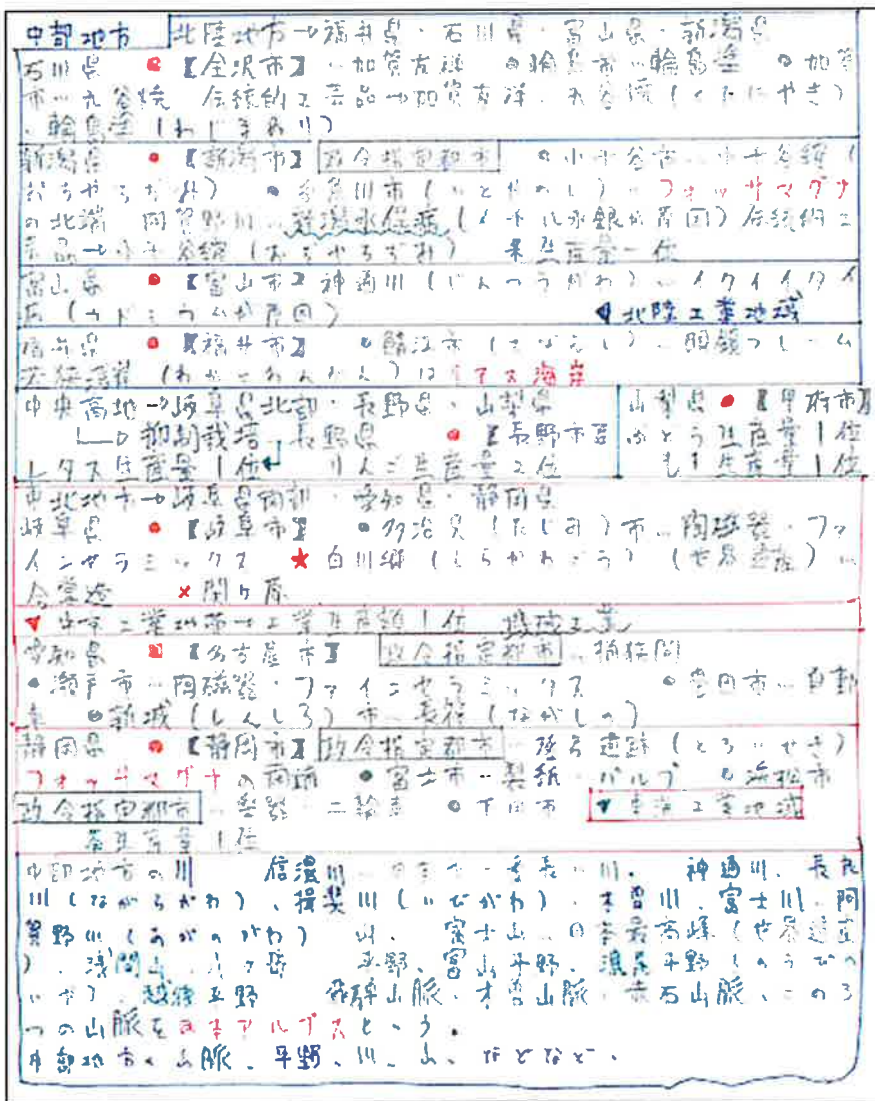 中部地方 北陸地方→福井県・石川県・富山県・新潟県
石川県 【金沢市】…加賀友禅 輪島市…輪島塗 加賀
市…九谷焼 伝統的工芸品→加賀友禅、九谷焼(くたにやき)
、輪島塗(わじまぬり)
新潟県 【新潟市】政令指定都市 小千谷市…小千谷縮(
おぢやちぢみ) 糸魚川市(いといがわし)…フォッサマグナ
の北端 阿賀野川…新潟水俣病(メチル水銀が原因)伝統的工
芸品→小千谷縮(おぢやちぢみ) 米生産量一位
富山県 【富山市】神通川(じんつうがわ)…イタイイタイ
病(カドミウムが原因) 北陸工業地域
福井県 【福井市】 鯖江市(さばえし)…眼鏡フレーム
若狭湾岸(わかさわんがん)はリアス海岸
中央高地→岐阜県北部・長野県・山梨県
抑制栽培 長野県 【長野市】
レタス生産量1位 りんご生産量2位
山梨県 【甲府市】
ぶどう生産量1位
もも生産量1位
東北地方→岐阜県南部・愛知県・静岡県
岐阜県 【岐阜市】 多治見(たじみ)市…陶磁器・ファ
インセラミックス ★白川郷(しらかわごう)(世界遺産)…
合掌造 ×関ヶ原
中京工業地帯→工業生産額1位 機械工業
愛知県 【名古屋市】政令指定都市…桶狭間
瀬戸市…陶磁器・ファインセラミックス 豊田市…自動
車 新城(しんしろ)市…長篠(ながしの)
静岡県 【静岡市】政令指定都市…登呂遺跡(とろいせき)
フォッサマグナの南端 富士市…製紙・パルプ 浜松市
政令指定都市…楽器・二輪車 下田市 東海工業地域
茶生産量1位
中部地方の川 信濃川…日本で一番長い川。 神通川、長良
川(ながらがわ)、揖斐川(いびがわ)、木曽川、富士川、阿
賀野川(あがのがわ) 山、富士山…日本最高峰(世界遺産
)、浅間山、八ヶ岳 平野、富山平野、濃尾平野(のうびへ
いや)、越後平野 飛騨山脈、木曽山脈、赤石山脈、この3
つの山脈を日本アルプスという。
中部地方の山脈、平野、川、山、などなど、